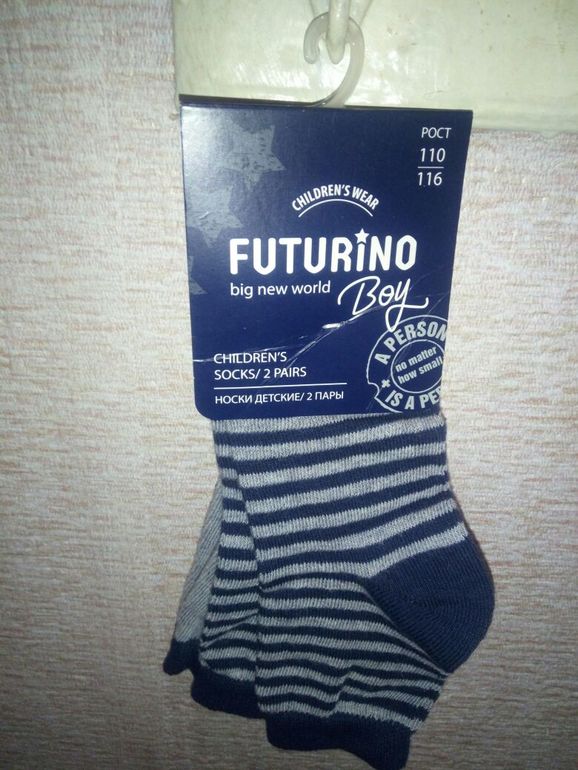 РОСТ
110
116
CHILDREN'S WEAR
FUTURINO
big new world
Boy
CHILDREN'S
SOCKS/ 2 PAIRS
НОСКИ ДЕТСКИЕ/ 2 ПАРЫ
A PERSON
no matter
how small
IS A PE